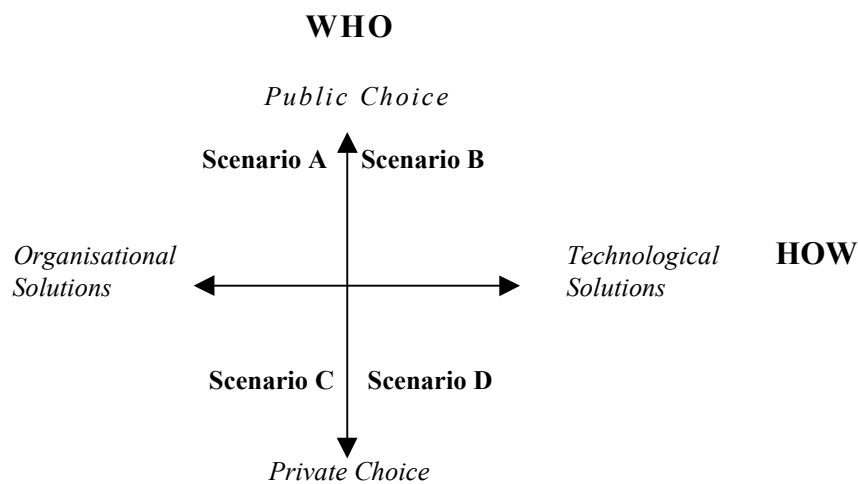 WHO
Public Choice
Scenario A
Scenario B
Organisational
Solutions
Technological
Solutions
HOW
Scenario C
Scenario D
Private Choice